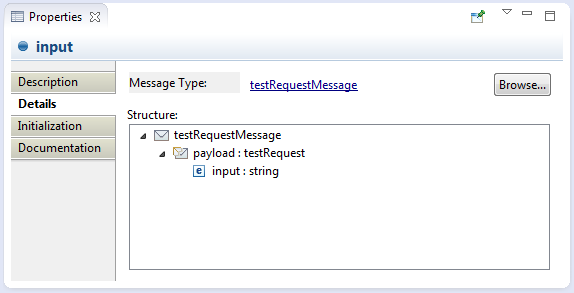 Properties
input
Description
Details
Initialization
Documentation
Message Type: testRequestMessage Browse...
Structure:
testRequestMessage
payload : testRequest
e input : string